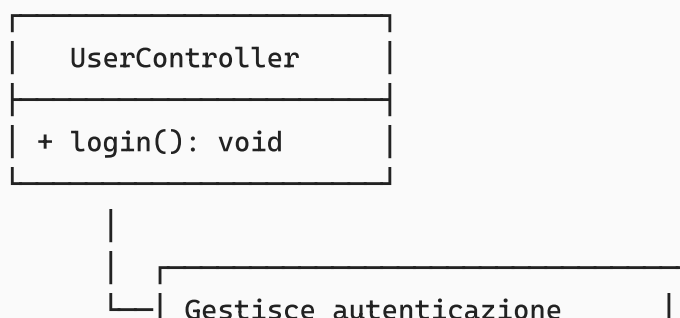 UserController
+ login(): void
Gestisce autenticazione